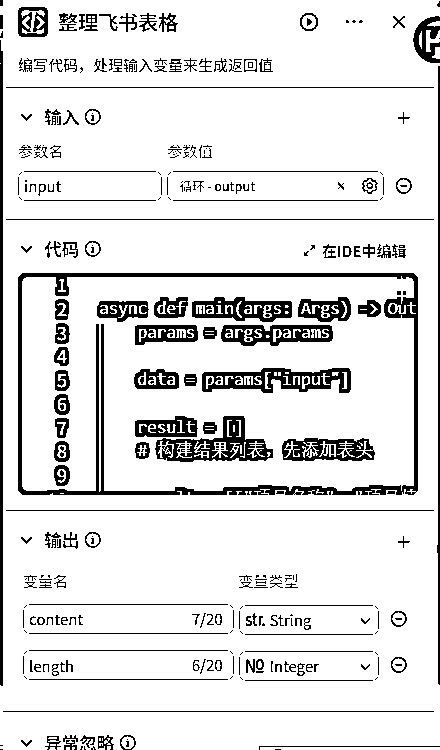 整理飞书表格
编写代码，处理输入变量来生成返回值
输入
参数名 参数值
input 循环 - output
代码 在IDE中编辑
1
2 async def main(args: Args) -> Out
3 params = args.params
4
5 data = params["input"]
6
7 result = []
8 # 构建结果列表，先添加表头
9
输出
变量名 变量类型
content 7/20 str. String
length 6/20 № Integer
异常忽略